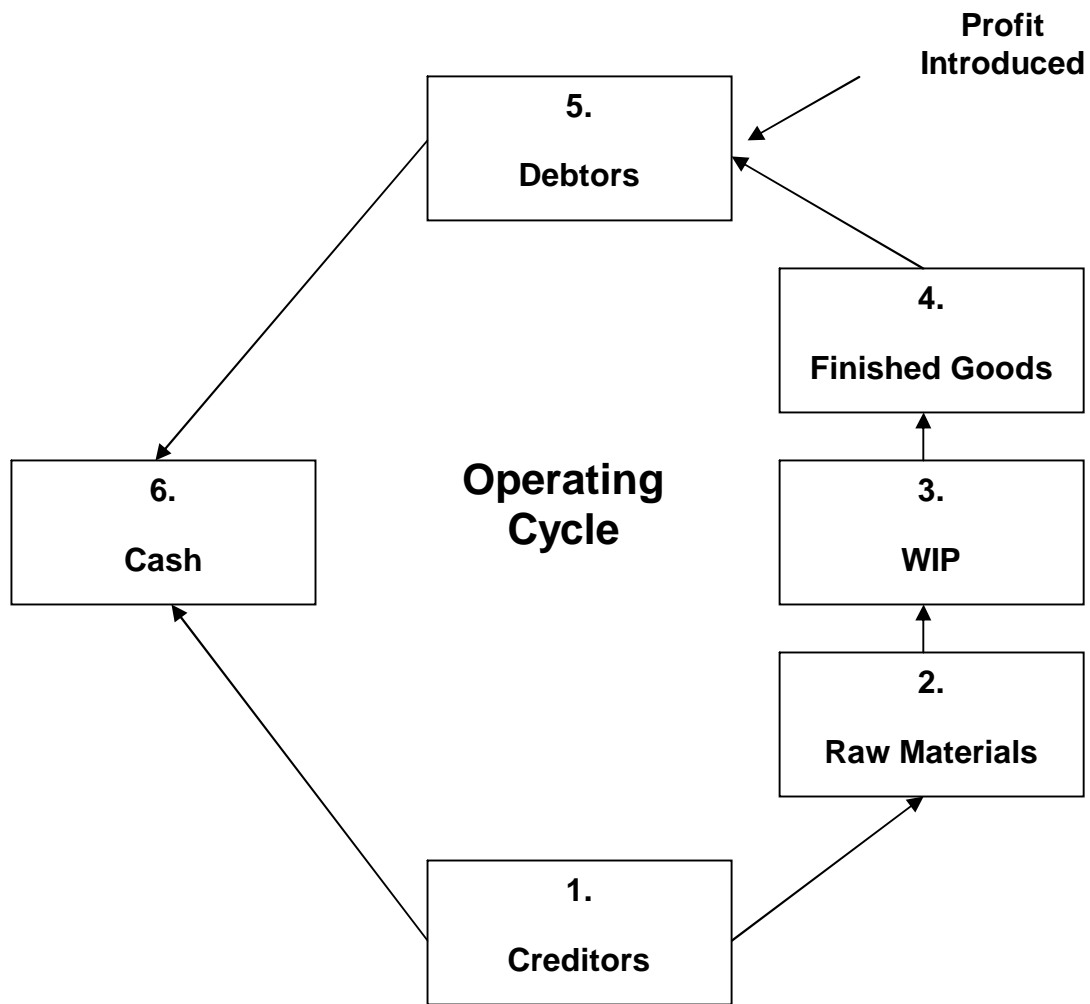 Profit
Introduced
5.
Debtors
4.
Finished Goods
Operating
Cycle
6.
Cash
3.
WIP
2.
Raw Materials
1.
Creditors